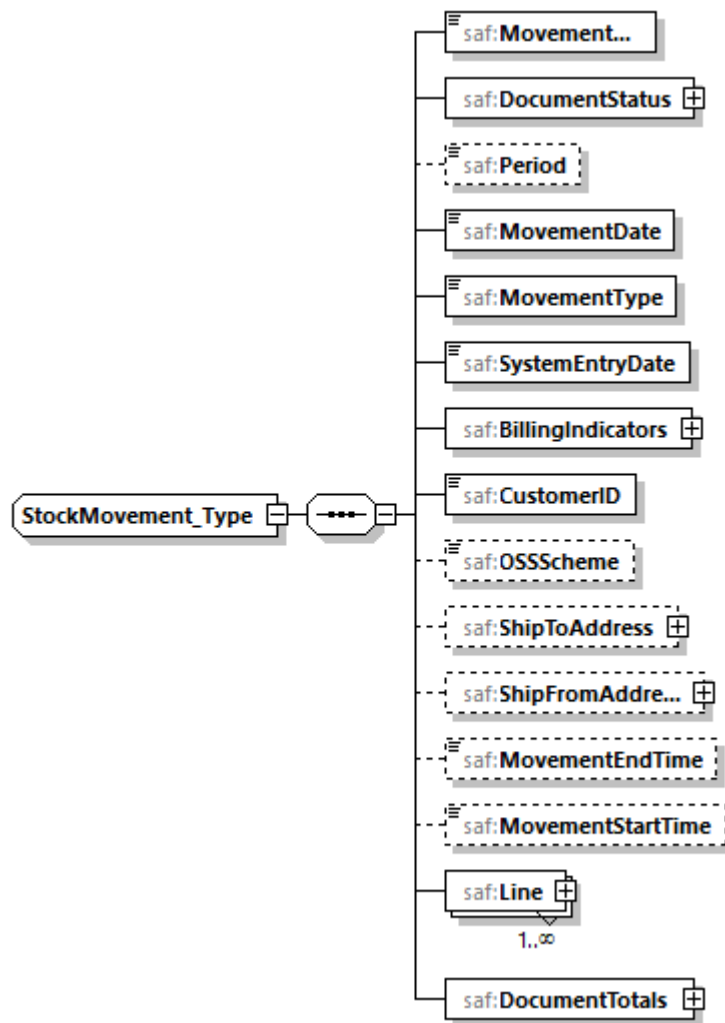 saf:Movement...
saf:DocumentStatus
saf:Period
saf:MovementDate
saf:MovementType
saf:SystemEntryDate
saf:BillingIndicators
StockMovement_Type
saf:CustomerID
saf:OSSScheme
saf:ShipToAddress
saf:ShipFromAddre...
saf:MovementEndTime
saf:MovementStartTime
saf:Line
1..∞
saf:DocumentTotals